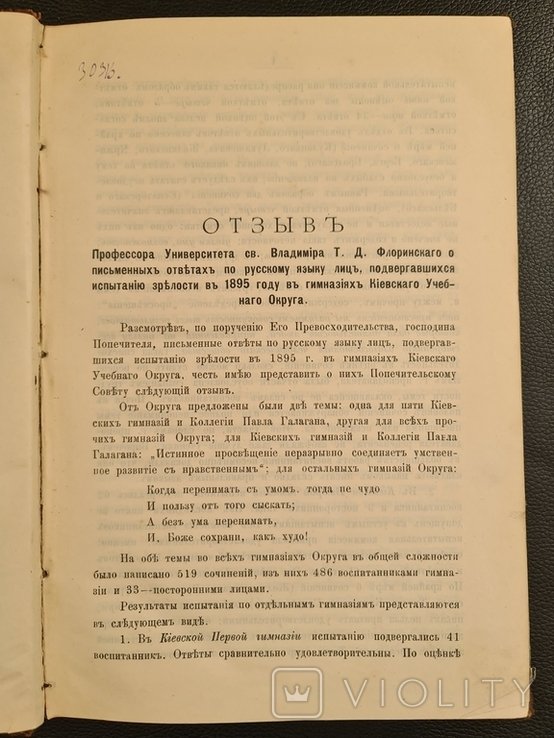 ОТЗЫВЪ
Профессора Университета св. Владиміра Т. Д. Флоринскаго о
письменныхъ отвѣтахъ по русскому языку лицъ, подвергавшихся
испытанію зрѣлости въ 1895 году въ гимназіяхъ Кіевскаго Учеб-
наго Округа.
Разсмотрѣвъ, по порученію Его Превосходительства, господина
Попечителя, письменные отвѣты по русскому языку лицъ, подвергав-
шихся испытанію зрѣлости въ 1895 г. въ гимназіяхъ Кіевскаго
Учебнаго Округа, честь имѣю представить о нихъ Попечительскому
Совѣту слѣдующій отзывъ.
Отъ Округа предложены были двѣ темы: одна для пяти Кіев-
скихъ гимназій и Коллегіи Павла Галагана, другая для всѣхъ про-
чихъ гимназій Округа; для Кіевскихъ гимназій и Коллегіи Павла
Галагана: „Истинное просвѣщеніе неразрывно соединяетъ умствен-
ное развитіе съ нравственнымъ“; для остальныхъ гимназій Округа:
Когда перенимать съ умомъ. тогда не чудо
И пользу отъ того сыскать;
А безъ ума перенимать,
И, Боже сохрани, какъ худо!
На обѣ темы во всѣхъ гимназіяхъ Округа въ общей сложности
было написано 519 сочиненій, изъ нихъ 486 воспитанниками гимна-
зіи и 33—посторонними лицами.
Результаты испытанія по отдѣльнымъ гимназіямъ представляются
въ слѣдующемъ видѣ.
1. Въ Кіевской Первой гимназіи испытанію подвергались 41
воспитанникъ. Отвѣты сравнительно удовлетворительны. По оцѣнкѣ
VIOLITY